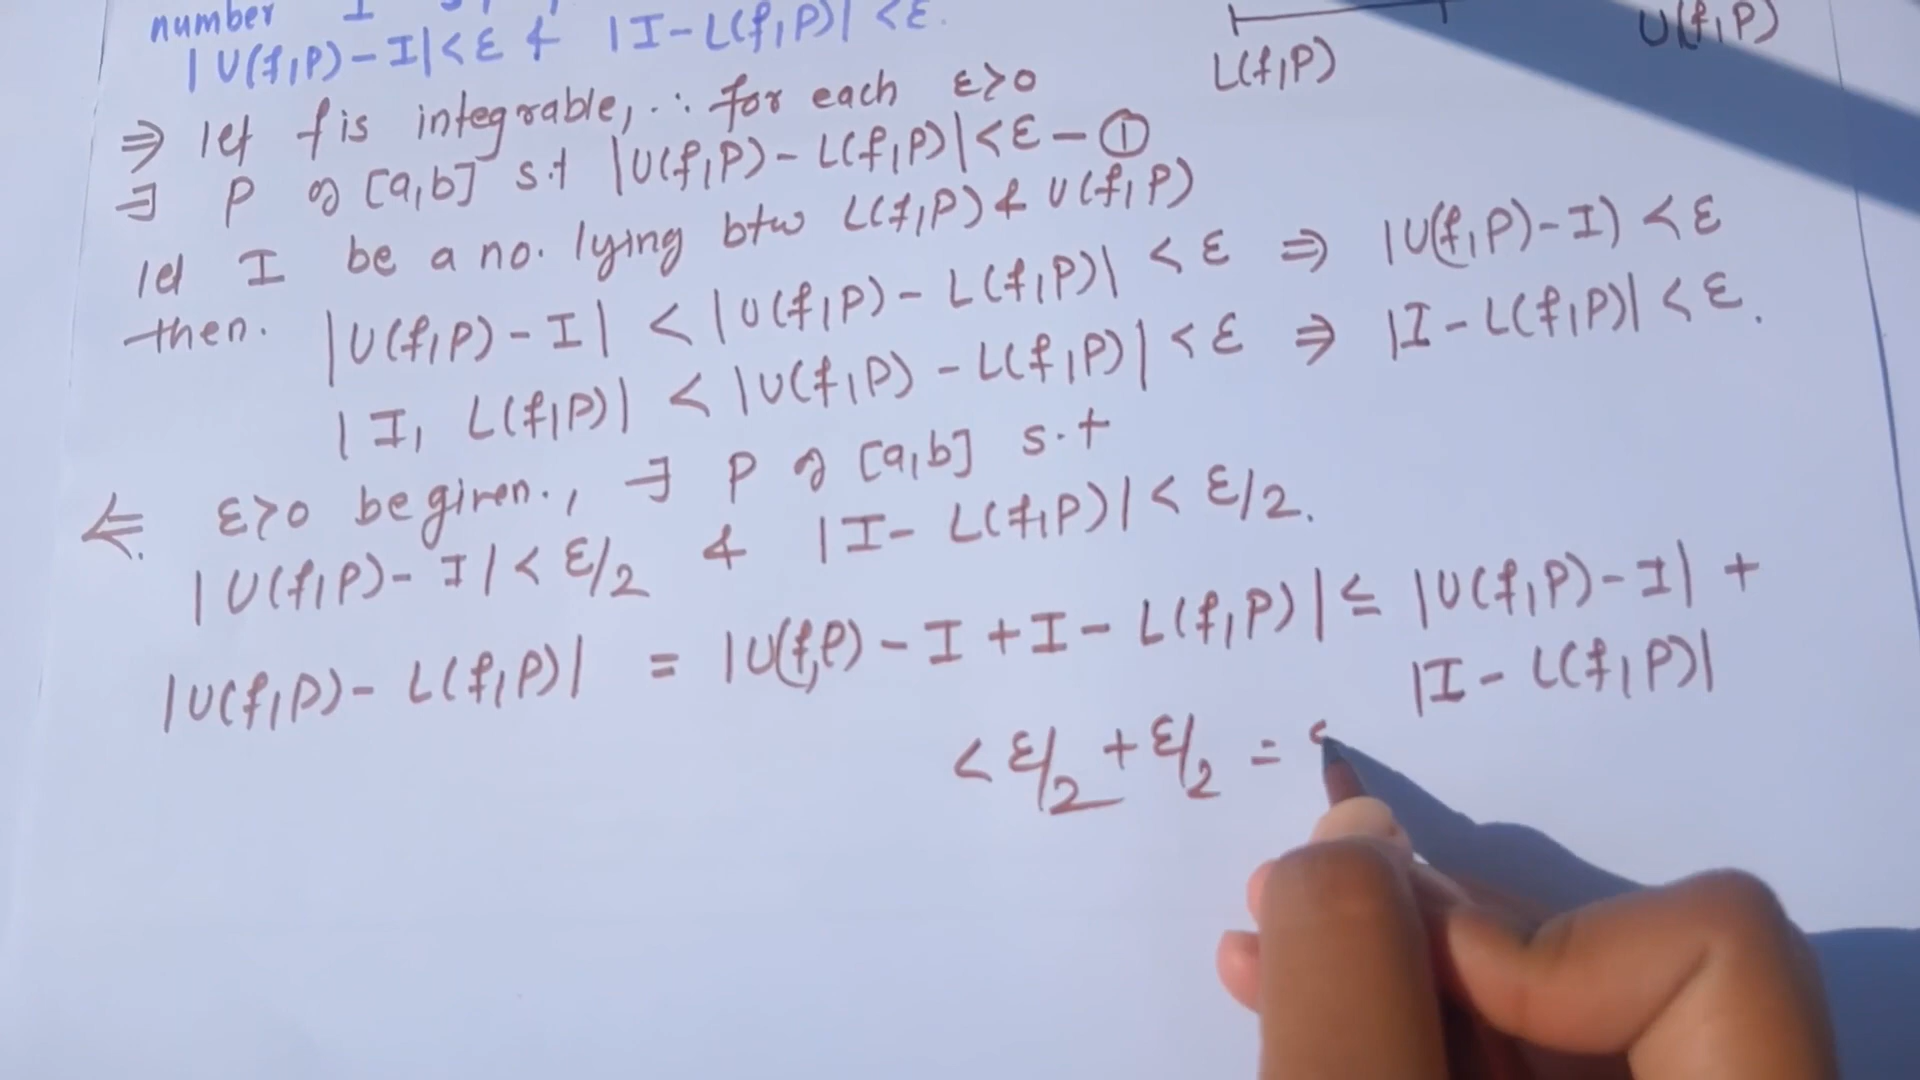 number I
|U(f,P)-I|<ε & |I-L(f,P)|<ε.
L(f,P)
U(f,P)
⇒ let f is integrable, ∴ for each ε>0
∃ P of [a,b] s.t |U(f,P)-L(f,P)|<ε-①
let I be a no. lying btw L(f,P) & U(f,P)
then. |U(f,P)-I| < |U(f,P)-L(f,P)| < ε ⇒ |U(f,P)-I) < ε
|I, L(f,P)| < |U(f,P)-L(f,P)| < ε ⇒ |I-L(f,P)| < ε.
⇐. ε>0 be given., ∃ P of [a,b] s.t
|U(f,P)-I|< ε/2 & |I-L(f,P)|< ε/2.
|U(f,P)-L(f,P)| = |U(f,P)-I+I-L(f,P)| ≤ |U(f,P)-I| +
|I-L(f,P)|
< ε/2 + ε/2 =